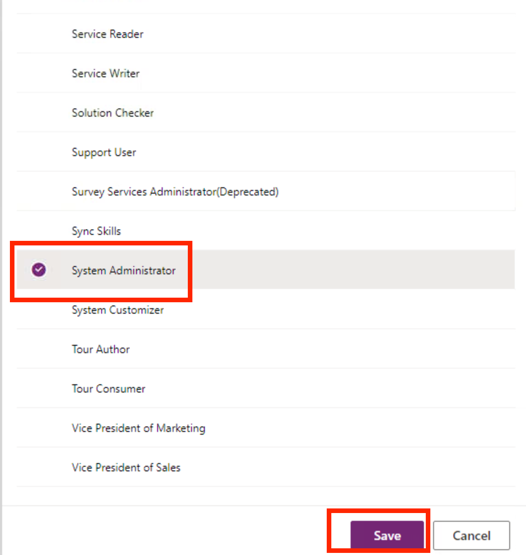 Service Reader
Service Writer
Solution Checker
Support User
Survey Services Administrator(Deprecated)
Sync Skills
System Administrator
System Customizer
Tour Author
Tour Consumer
Vice President of Marketing
Vice President of Sales
Save Cancel